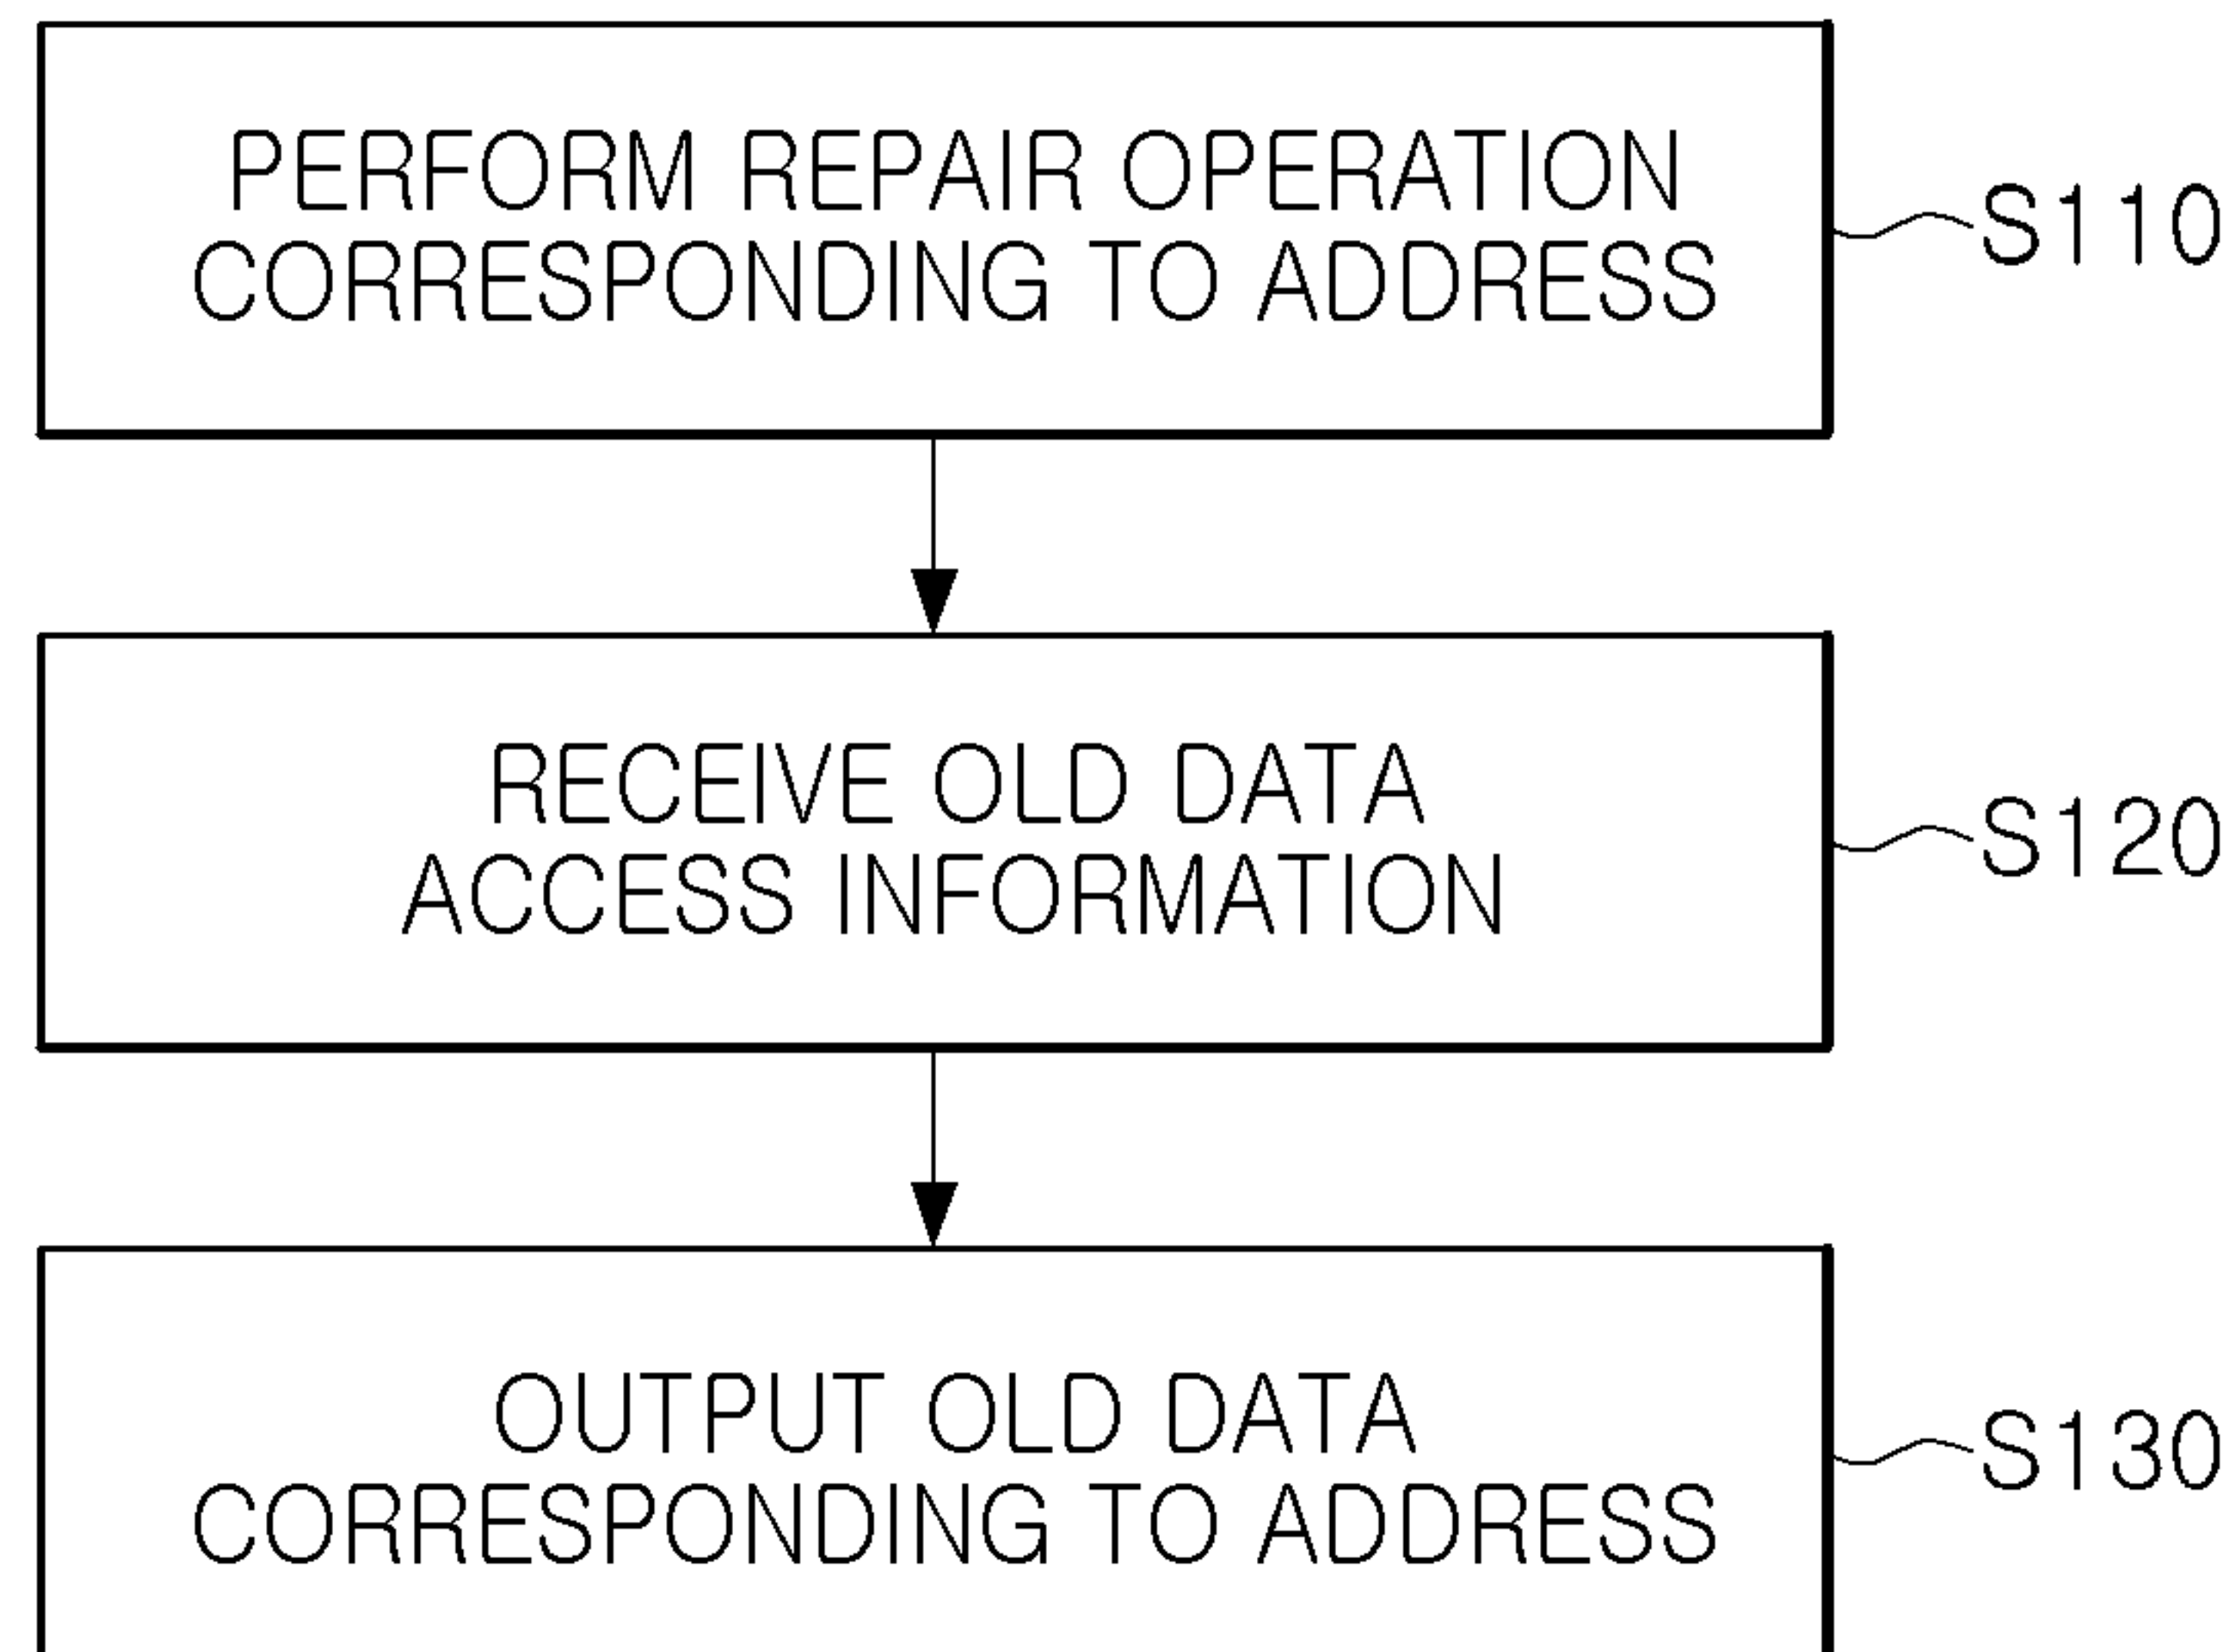 PERFORM REPAIR OPERATION
CORRESPONDING TO ADDRESS
S110
RECEIVE OLD DATA
ACCESS INFORMATION
S120
OUTPUT OLD DATA
CORRESPONDING TO ADDRESS
S130